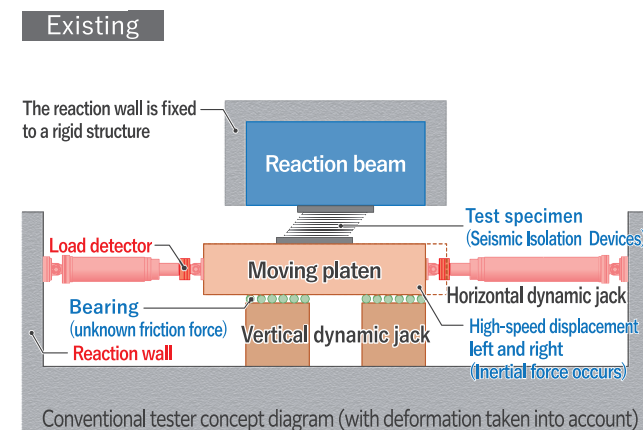 Existing
The reaction wall is fixed
to a rigid structure
Reaction beam
Test specimen
(Seismic Isolation Devices)
Load detector
Moving platen
Horizontal dynamic jack
Bearing
(unknown friction force)
Vertical dynamic jack
High-speed displacement
left and right
(Inertial force occurs)
Reaction wall
Conventional tester concept diagram (with deformation taken into account)